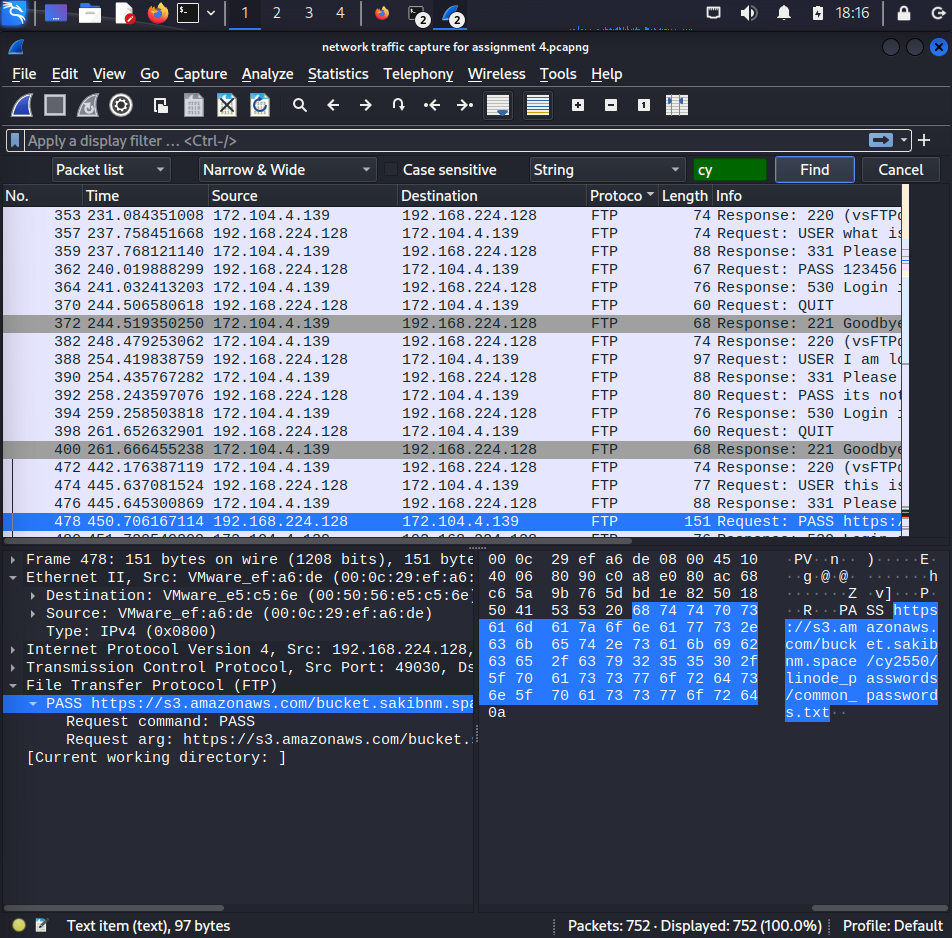 1 2 3 4 2 2 18:16
network traffic capture for assignment 4.pcapng
File Edit View Go Capture Analyze Statistics Telephony Wireless Tools Help
Apply a display filter … <Ctrl-/>
Packet list Narrow & Wide Case sensitive String cy Find Cancel
No. Time Source Destination Protoco Length Info
353 231.084351008 172.104.4.139 192.168.224.128 FTP 74 Response: 220 (vsFTP
357 237.758451668 192.168.224.128 172.104.4.139 FTP 74 Request: USER what is
359 237.768121140 172.104.4.139 192.168.224.128 FTP 88 Response: 331 Please
362 240.019888299 192.168.224.128 172.104.4.139 FTP 67 Request: PASS 123456
364 241.032413203 172.104.4.139 192.168.224.128 FTP 76 Response: 530 Login
370 244.506580618 192.168.224.128 172.104.4.139 FTP 60 Request: QUIT
372 244.519350250 172.104.4.139 192.168.224.128 FTP 68 Response: 221 Goodbye
382 248.479253062 172.104.4.139 192.168.224.128 FTP 74 Response: 220 (vsFTP
388 254.419838759 192.168.224.128 172.104.4.139 FTP 97 Request: USER I am lo
390 254.435767282 172.104.4.139 192.168.224.128 FTP 88 Response: 331 Please
392 258.243597076 192.168.224.128 172.104.4.139 FTP 80 Request: PASS its not
394 259.258503818 172.104.4.139 192.168.224.128 FTP 76 Response: 530 Login
398 261.652632901 192.168.224.128 172.104.4.139 FTP 60 Request: QUIT
400 261.666455238 172.104.4.139 192.168.224.128 FTP 68 Response: 221 Goodbye
472 442.176387119 172.104.4.139 192.168.224.128 FTP 74 Response: 220 (vsFTP
474 445.637081524 192.168.224.128 172.104.4.139 FTP 77 Request: USER this is
476 445.645300869 172.104.4.139 192.168.224.128 FTP 88 Response: 331 Please
478 450.706167114 192.168.224.128 172.104.4.139 FTP 151 Request: PASS https:/
Frame 478: 151 bytes on wire (1208 bits), 151 byte
Ethernet II, Src: VMware_ef:a6:de (00:0c:29:ef:a6:
Destination: VMware_e5:c5:6e (00:50:56:e5:c5:6e)
Source: VMware_ef:a6:de (00:0c:29:ef:a6:de)
Type: IPv4 (0x0800)
Internet Protocol Version 4, Src: 192.168.224.128,
Transmission Control Protocol, Src Port: 49030, Ds
File Transfer Protocol (FTP)
PASS https://s3.amazonaws.com/bucket.sakibnm.spa
Request command: PASS
Request arg: https://s3.amazonaws.com/bucket.
[Current working directory: ]
00 0c 29 ef a6 de 08 00 45 10 ·PV··n· ·)·····E·
40 06 80 90 c0 a8 e0 80 ac 68 ··g·@·@· ·······h
c6 5a 9b 76 5d bd 1e 82 50 18 ·······Z ·v]···P·
50 41 53 53 20 68 74 74 70 73 ··R···PA SS https
61 6d 61 7a 6f 6e 61 77 73 2e ://s3.am azonaws.
63 6b 65 74 2e 73 61 6b 69 62 com/buck et.sakib
63 65 2f 63 79 32 35 35 30 2f nm.space /cy2550/
5f 70 61 73 73 77 6f 72 64 73 linode_p asswords
6e 5f 70 61 73 73 77 6f 72 64 /common_ password
0a s.txt··
Text item (text), 97 bytes Packets: 752 · Displayed: 752 (100.0%) Profile: Default